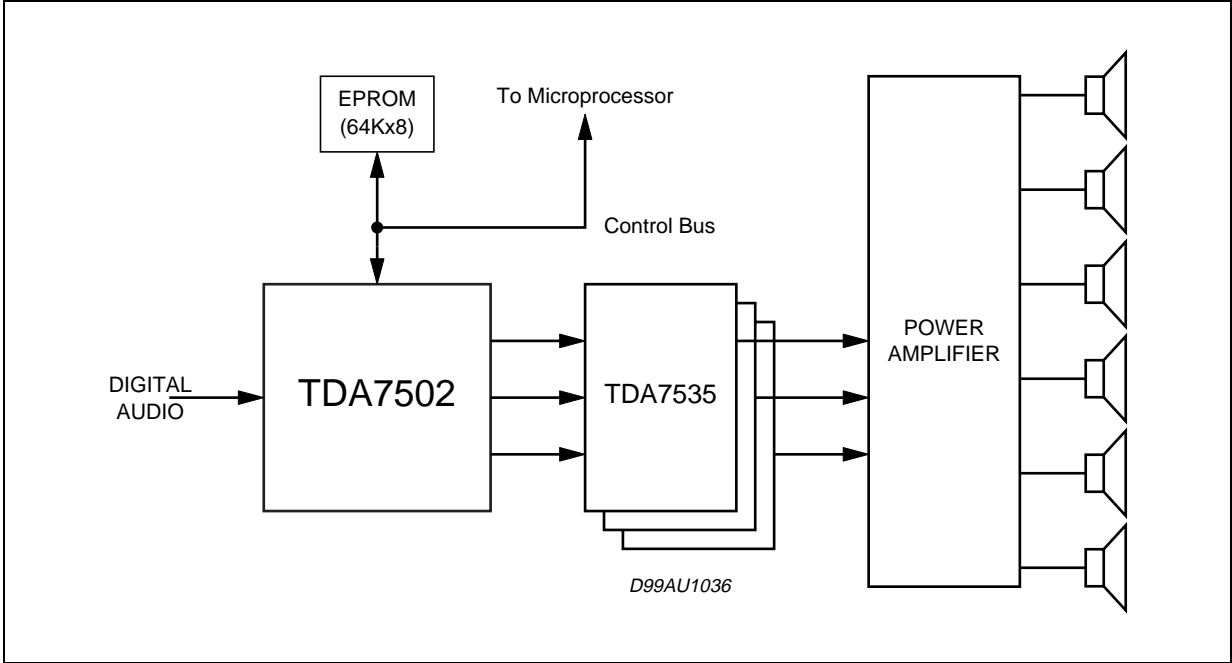 EPROM
(64Kx8)
To Microprocessor
Control Bus
DIGITAL
AUDIO
TDA7502
TDA7535
POWER
AMPLIFIER
D99AU1036